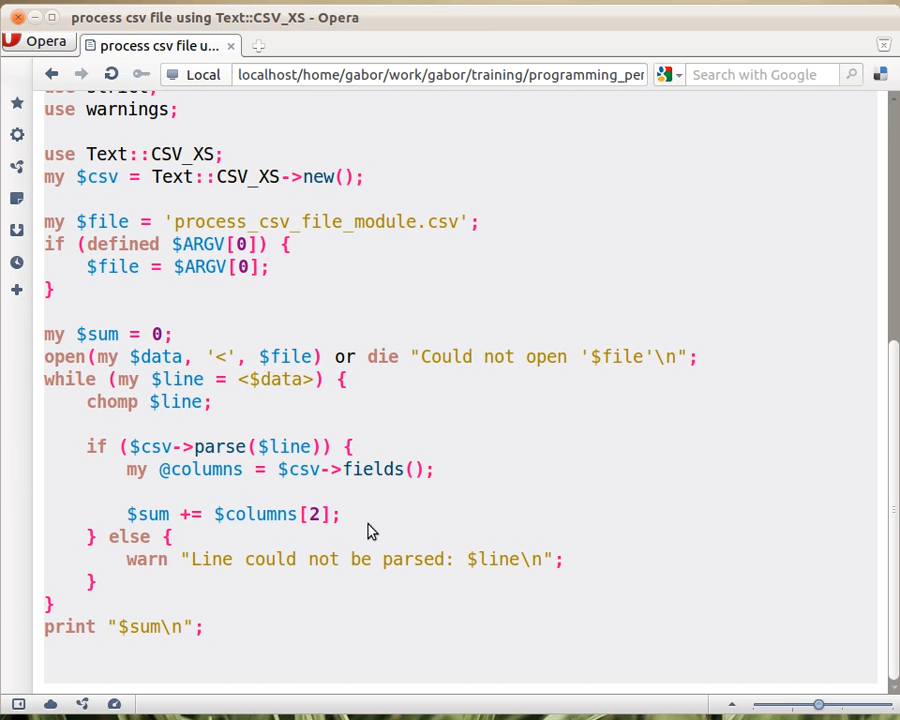 process csv file using Text::CSV_XS - Opera
Opera
process csv file u...
Local
localhost/home/gabor/work/gabor/training/programming_per
Search with Google
use strict;
use warnings;
use Text::CSV_XS;
my $csv = Text::CSV_XS->new();
my $file = 'process_csv_file_module.csv';
if (defined $ARGV[0]) {
    $file = $ARGV[0];
}
my $sum = 0;
open(my $data, '<', $file) or die "Could not open '$file'\n";
while (my $line = <$data>) {
    chomp $line;
    if ($csv->parse($line)) {
        my @columns = $csv->fields();
        $sum += $columns[2];
    } else {
        warn "Line could not be parsed: $line\n";
    }
}
print "$sum\n";